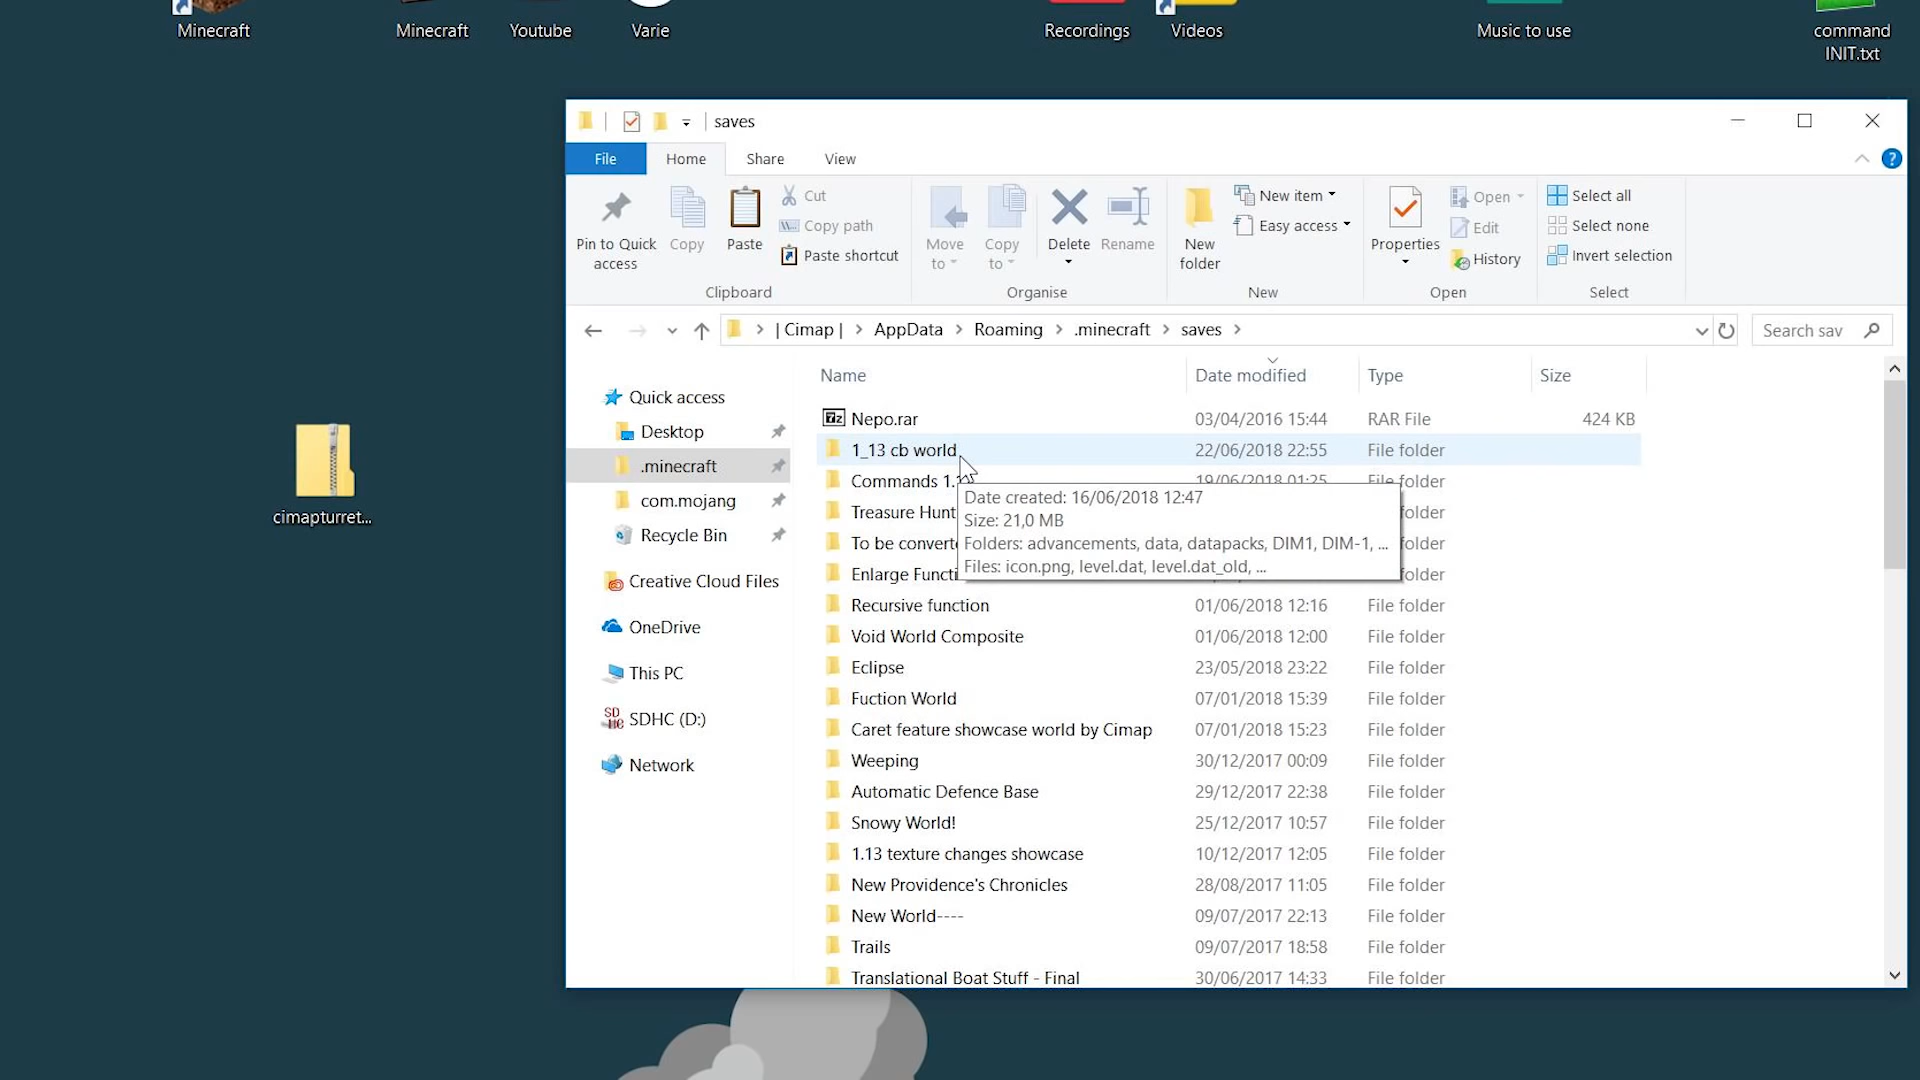 Minecraft
Minecraft
Youtube
Varie
Recordings
Videos
Music to use
command
INIT.txt
cimapturret...
saves
File
Home
Share
View
Pin to Quick
access
Copy
Paste
Cut
Copy path
Paste shortcut
Clipboard
Move
to
Copy
to
Delete
Rename
Organise
New
folder
New item
Easy access
New
Properties
Open
Edit
History
Open
Select all
Select none
Invert selection
Select
| Cimap | > AppData > Roaming > .minecraft > saves >
Search sav
Quick access
Desktop
.minecraft
com.mojang
Recycle Bin
Creative Cloud Files
OneDrive
This PC
SDHC (D:)
Network
Name Date modified Type Size
Nepo.rar 03/04/2016 15:44 RAR File 424 KB
1_13 cb world 22/06/2018 22:55 File folder
Commands 1. 19/06/2018 01:25 File folder
Treasure Hunt folder
To be converte folder
Enlarge Functi folder
Date created: 16/06/2018 12:47
Size: 21,0 MB
Folders: advancements, data, datapacks, DIM1, DIM-1, ...
Files: icon.png, level.dat, level.dat_old, ...
Recursive function 01/06/2018 12:16 File folder
Void World Composite 01/06/2018 12:00 File folder
Eclipse 23/05/2018 23:22 File folder
Fuction World 07/01/2018 15:39 File folder
Caret feature showcase world by Cimap 07/01/2018 15:23 File folder
Weeping 30/12/2017 00:09 File folder
Automatic Defence Base 29/12/2017 22:38 File folder
Snowy World! 25/12/2017 10:57 File folder
1.13 texture changes showcase 10/12/2017 12:05 File folder
New Providence's Chronicles 28/08/2017 11:05 File folder
New World---- 09/07/2017 22:13 File folder
Trails 09/07/2017 18:58 File folder
Translational Boat Stuff - Final 30/06/2017 14:33 File folder